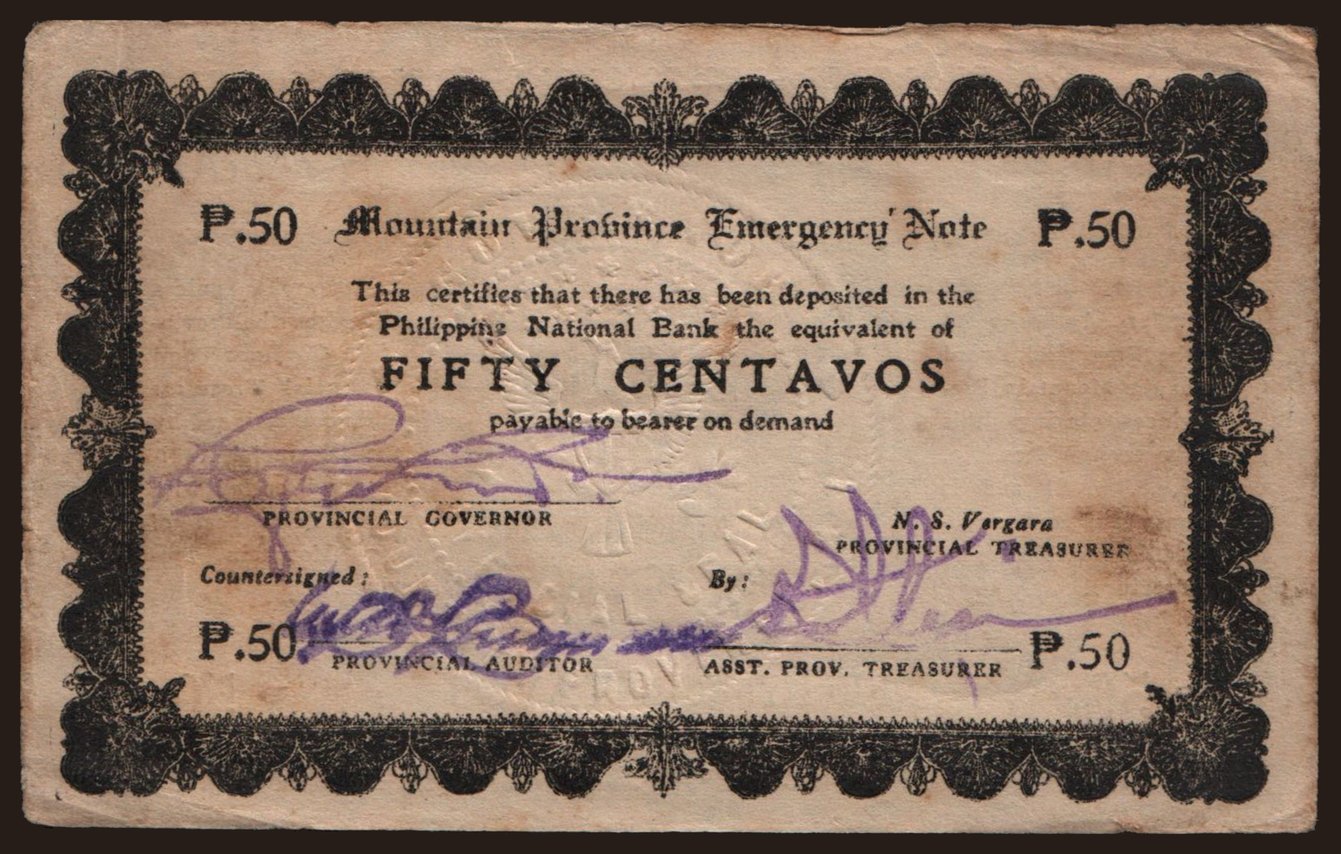 ₱.50 Mountain Province Emergency Note ₱.50
This certifies that there has been deposited in the
Philippine National Bank the equivalent of
FIFTY CENTAVOS
payable to bearer on demand
PROVINCIAL GOVERNOR
N. S. Vergara
PROVINCIAL TREASURER
Countersigned:
By:
₱.50
PROVINCIAL AUDITOR
ASST. PROV. TREASURER
₱.50